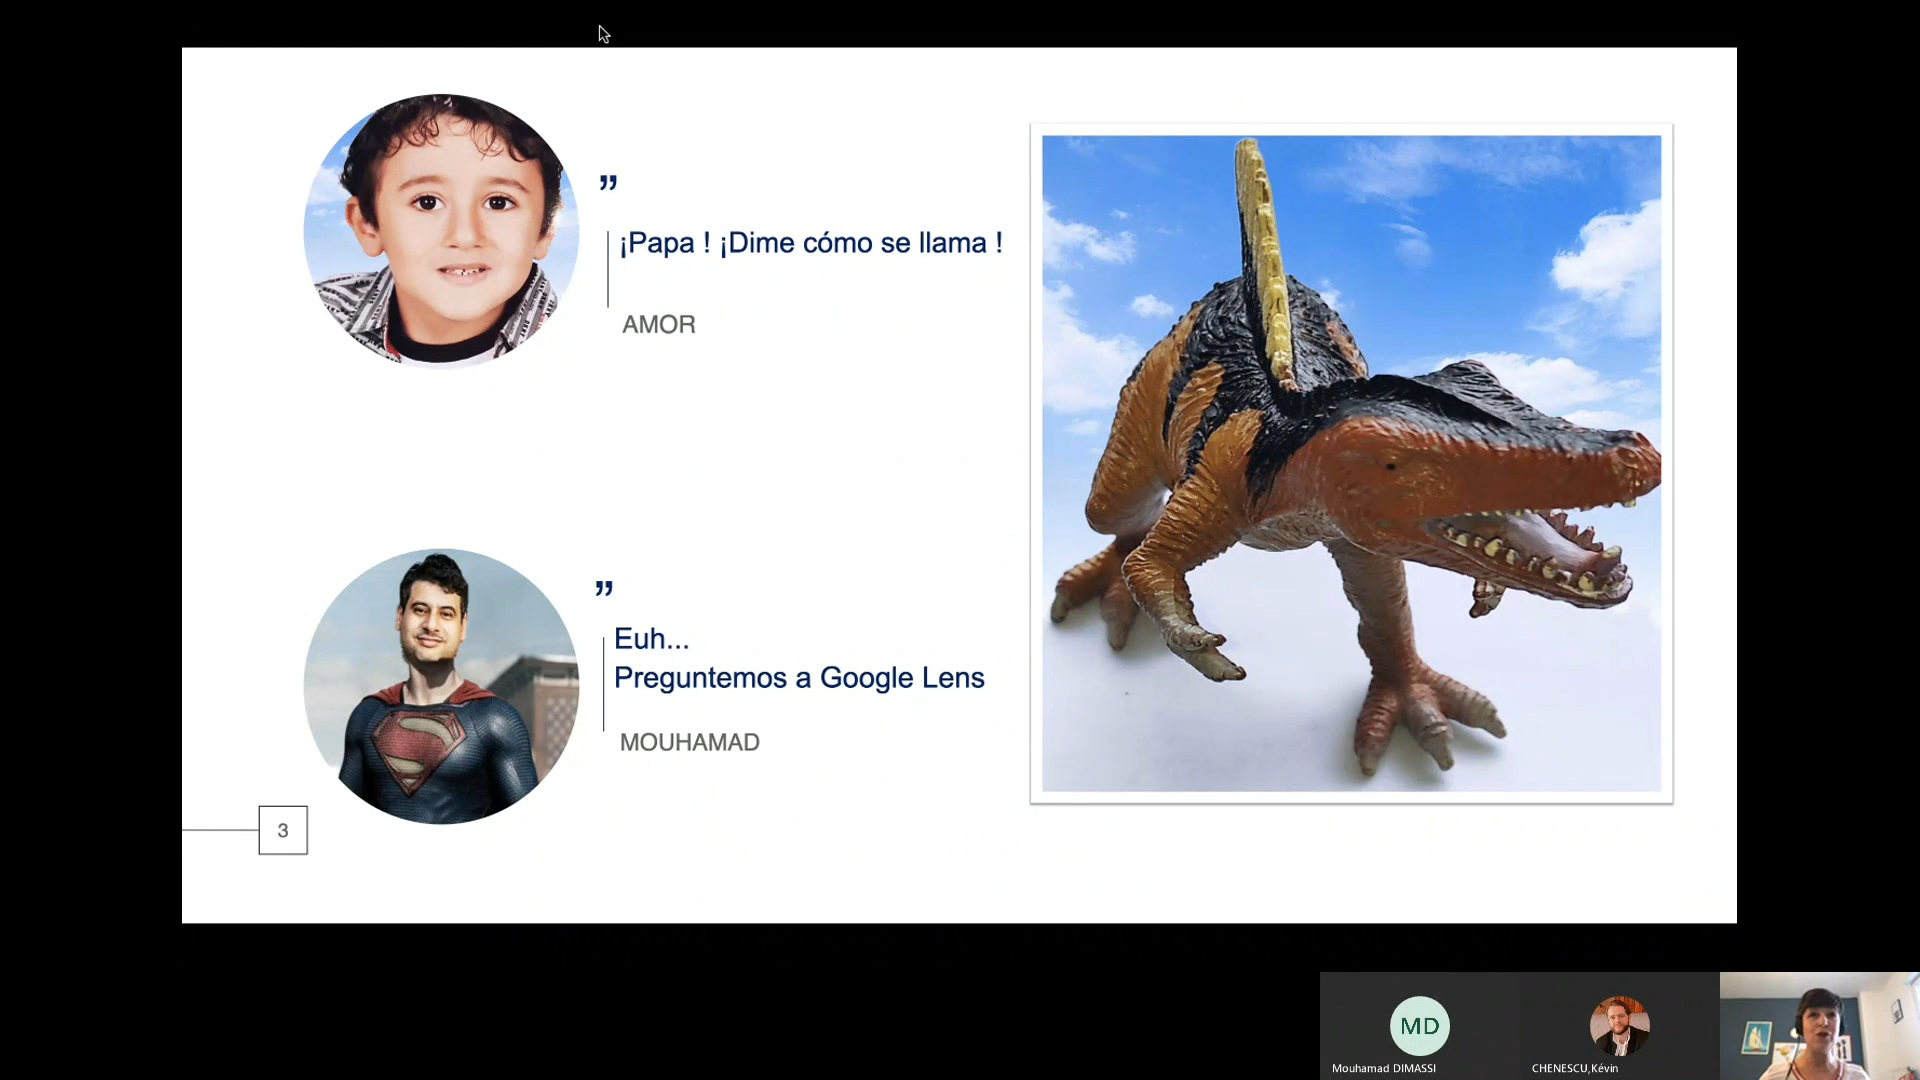 ”
¡Papa ! ¡Dime cómo se llama !
AMOR
”
Euh...
Preguntemos a Google Lens
MOUHAMAD
3
MD
Mouhamad DIMASSI
CHENESCU,Kévin